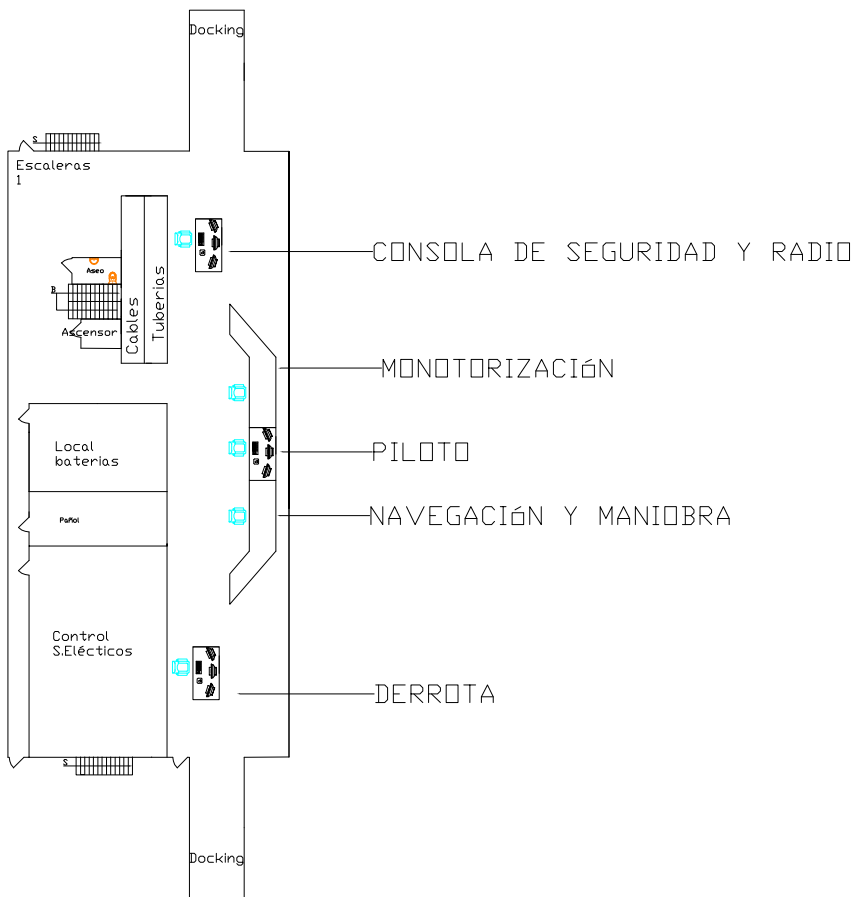 Docking
S
Escaleras
1
CONSOLA DE SEGURIDAD Y RADIO
Aseo
B
Cables
Tuberias
Ascensor
MONOTORIZACIóN
Local
baterias
PILOTO
Pañol
NAVEGACIóN Y MANIOBRA
Control
S.Elécticos
DERROTA
S
Docking